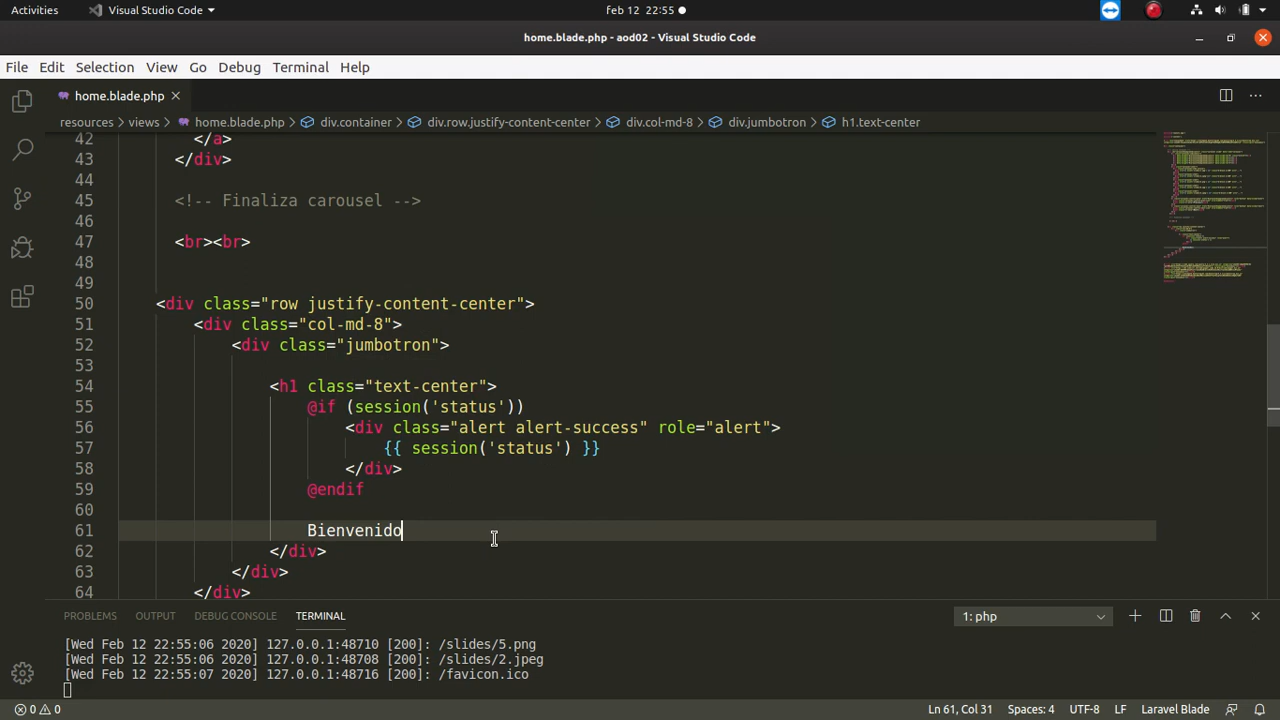 Activities Visual Studio Code Feb 12 22:55
home.blade.php - aod02 - Visual Studio Code
File Edit Selection View Go Debug Terminal Help
home.blade.php
resources views home.blade.php div.container div.row.justify-content-center div.col-md-8 div.jumbotron h1.text-center
42 </a>
43 </div>
44
45 <!-- Finaliza carousel -->
46
47 <br><br>
48
49
50 <div class="row justify-content-center">
51 <div class="col-md-8">
52 <div class="jumbotron">
53
54 <h1 class="text-center">
55 @if (session('status'))
56 <div class="alert alert-success" role="alert">
57 {{ session('status') }}
58 </div>
59 @endif
60
61 Bienvenido
62 </div>
63 </div>
64 </div>
PROBLEMS OUTPUT DEBUG CONSOLE TERMINAL 1: php
[Wed Feb 12 22:55:06 2020] 127.0.0.1:48710 [200]: /slides/5.png
[Wed Feb 12 22:55:06 2020] 127.0.0.1:48708 [200]: /slides/2.jpeg
[Wed Feb 12 22:55:07 2020] 127.0.0.1:48716 [200]: /favicon.ico
0 0 Ln 61, Col 31 Spaces: 4 UTF-8 LF Laravel Blade